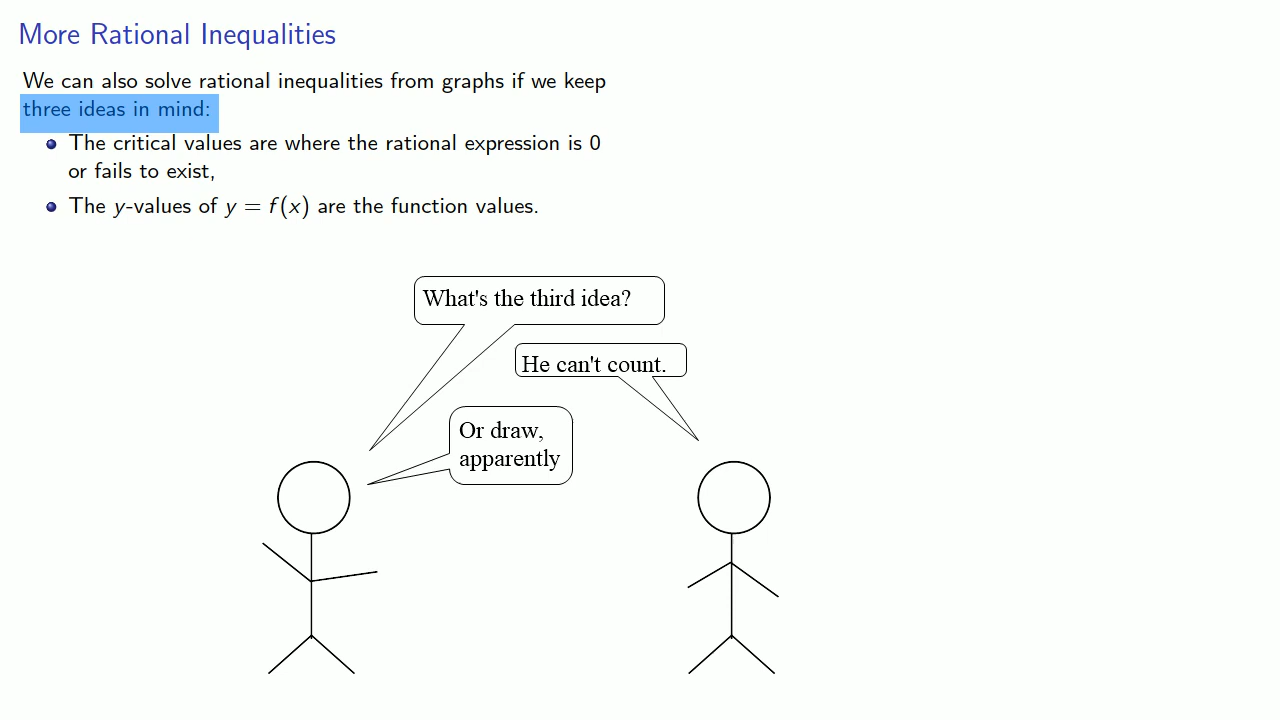 More Rational Inequalities
We can also solve rational inequalities from graphs if we keep
three ideas in mind:
The critical values are where the rational expression is 0
or fails to exist,
The y-values of y = f(x) are the function values.
What's the third idea?
He can't count.
Or draw,
apparently